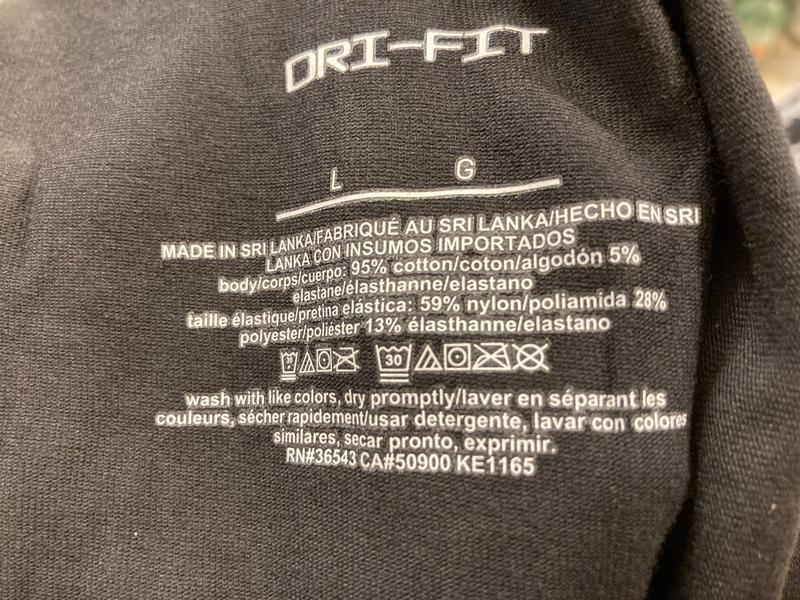 DRI-FIT
L G
MADE IN SRI LANKA/FABRIQUÉ AU SRI LANKA/HECHO EN SRI
LANKA CON INSUMOS IMPORTADOS
body/corps/cuerpo: 95% cotton/coton/algodón 5%
elastane/élasthanne/elastano
taille élastique/pretina elástica: 59% nylon/poliamida 28%
polyester/poliéster 13% élasthanne/elastano
30 30
wash with like colors, dry promptly/laver en séparant les
couleurs, sécher rapidement/usar detergente, lavar con colores
similares, secar pronto, exprimir.
RN#36543 CA#50900 KE1165